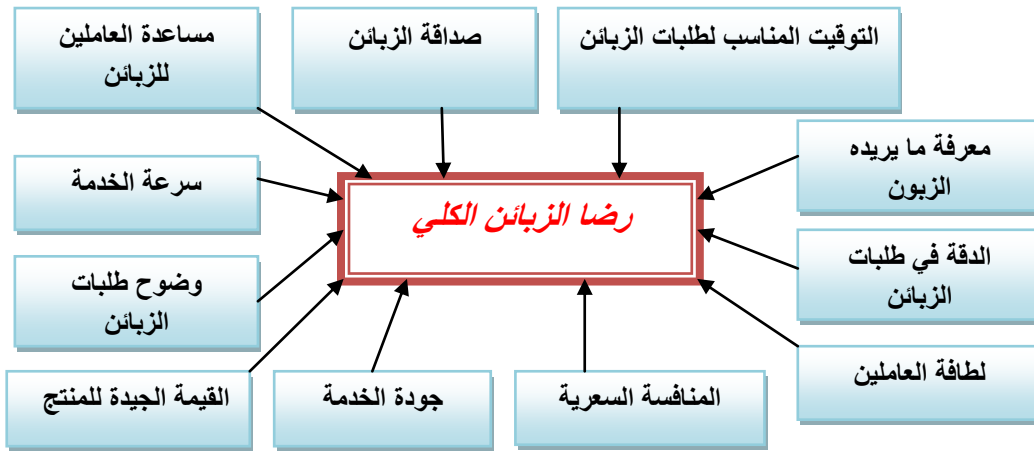 التوقيت المناسب لطلبات الزبائن
صداقة الزبائن
مساعدة العاملين
للزبائن
معرفة ما يريده
الزبون
سرعة الخدمة
رضا الزبائن الكلي
الدقة في طلبات
الزبائن
وضوح طلبات
الزبائن
لطافة العاملين
المنافسة السعرية
جودة الخدمة
القيمة الجيدة للمنتج